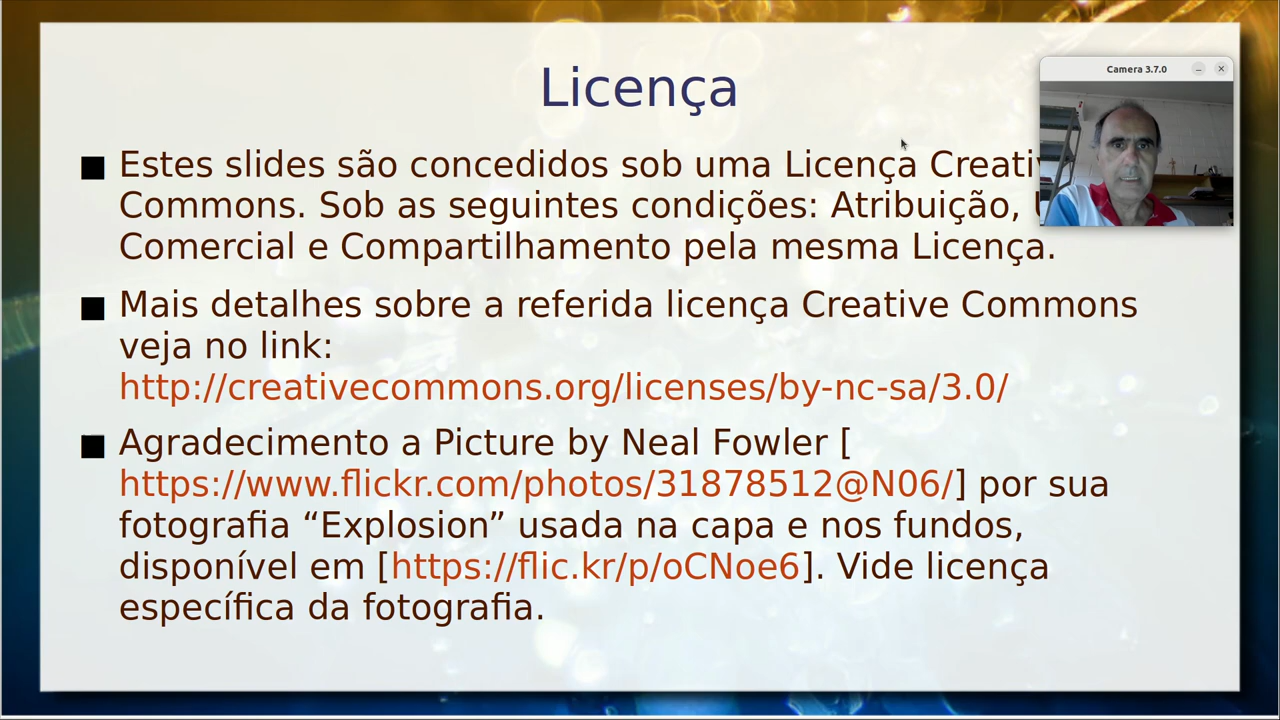 Licença
Camera 3.7.0
Estes slides são concedidos sob uma Licença
Commons. Sob as seguintes condições: Atribuição,
Comercial e Compartilhamento pela mesma Licença.
Mais detalhes sobre a referida licença Creative Commons
veja no link:
http://creativecommons.org/licenses/by-nc-sa/3.0/
Agradecimento a Picture by Neal Fowler [
https://www.flickr.com/photos/31878512@N06/] por sua
fotografia “Explosion” usada na capa e nos fundos,
disponível em [https://flic.kr/p/oCNoe6]. Vide licença
específica da fotografia.